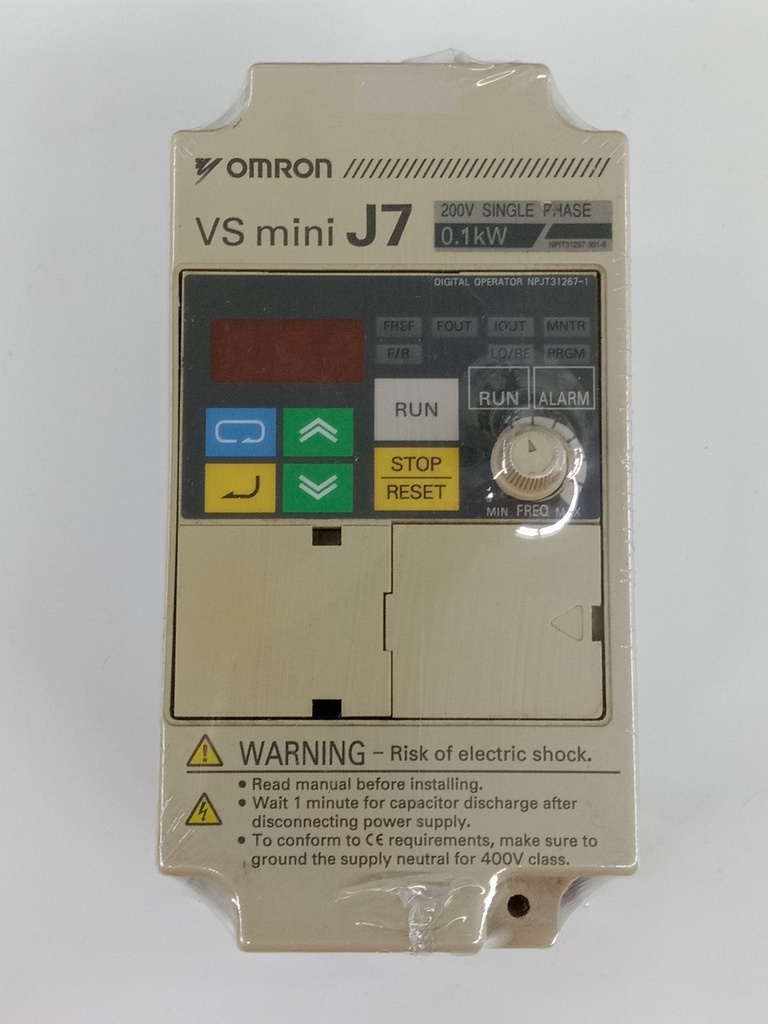 OMRON
VS mini J7
200V SINGLE PHASE
0.1kW
DIGITAL OPERATOR NPJT31267-1
FREF FOUT IOUT MNTR
F/R LO/RE PRGM
RUN
RUN ALARM
STOP
RESET
MIN FREQ MAX
WARNING – Risk of electric shock.
• Read manual before installing.
• Wait 1 minute for capacitor discharge after
disconnecting power supply.
• To conform to CE requirements, make sure to
ground the supply neutral for 400V class.